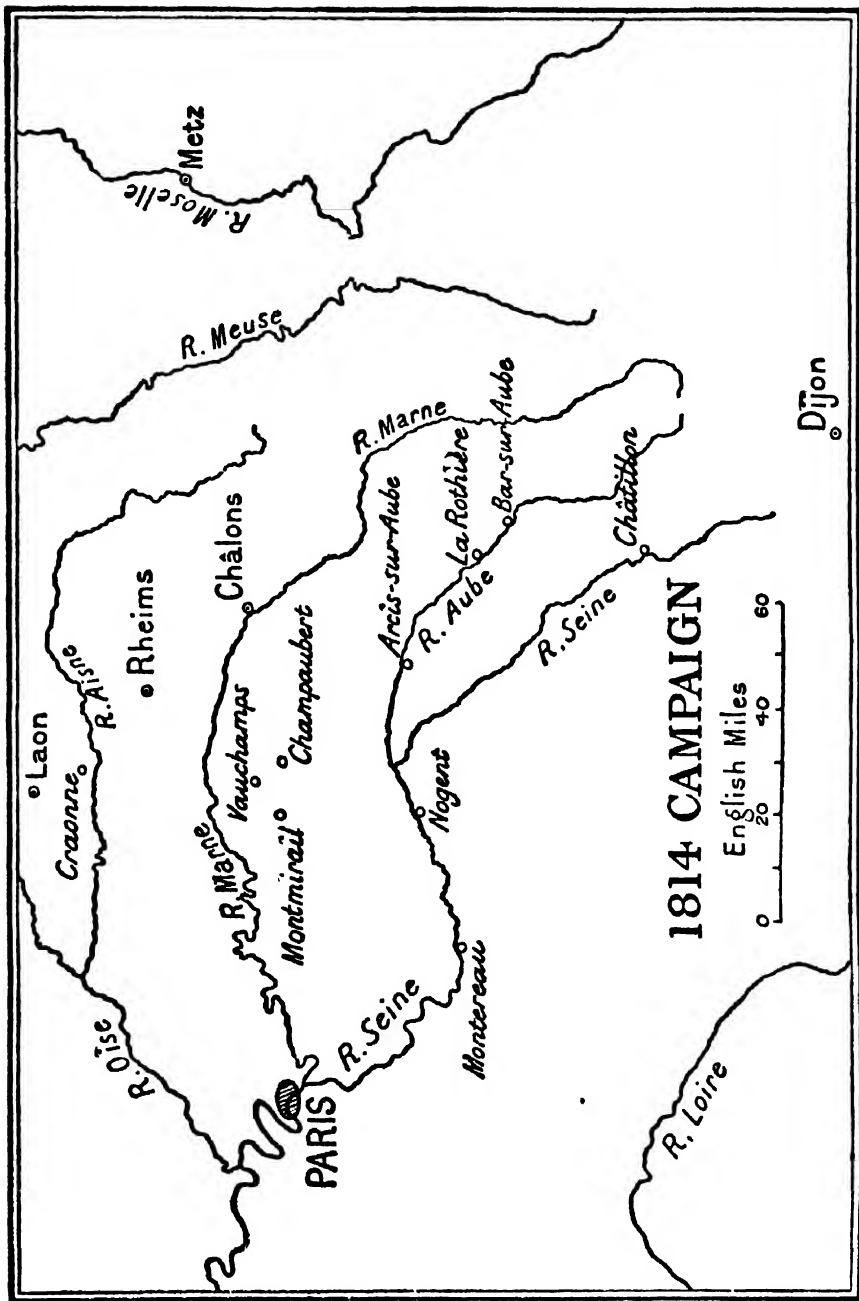 Laon
Craonne
R. Aisne
Rheims
R. Oise
R. Moselle
Metz
R. Meuse
R. Marne
Vauchamps
Châlons
Champaubert
Montmirail
R. Marne
PARIS
R. Seine
Arcis-sur-Aube
La Rothière
Bar-sur-Aube
R. Aube
Nogent
Montereau
R. Seine
Châtillon
Dijon
R. Loire
1814 CAMPAIGN
English Miles
0 20 40 60